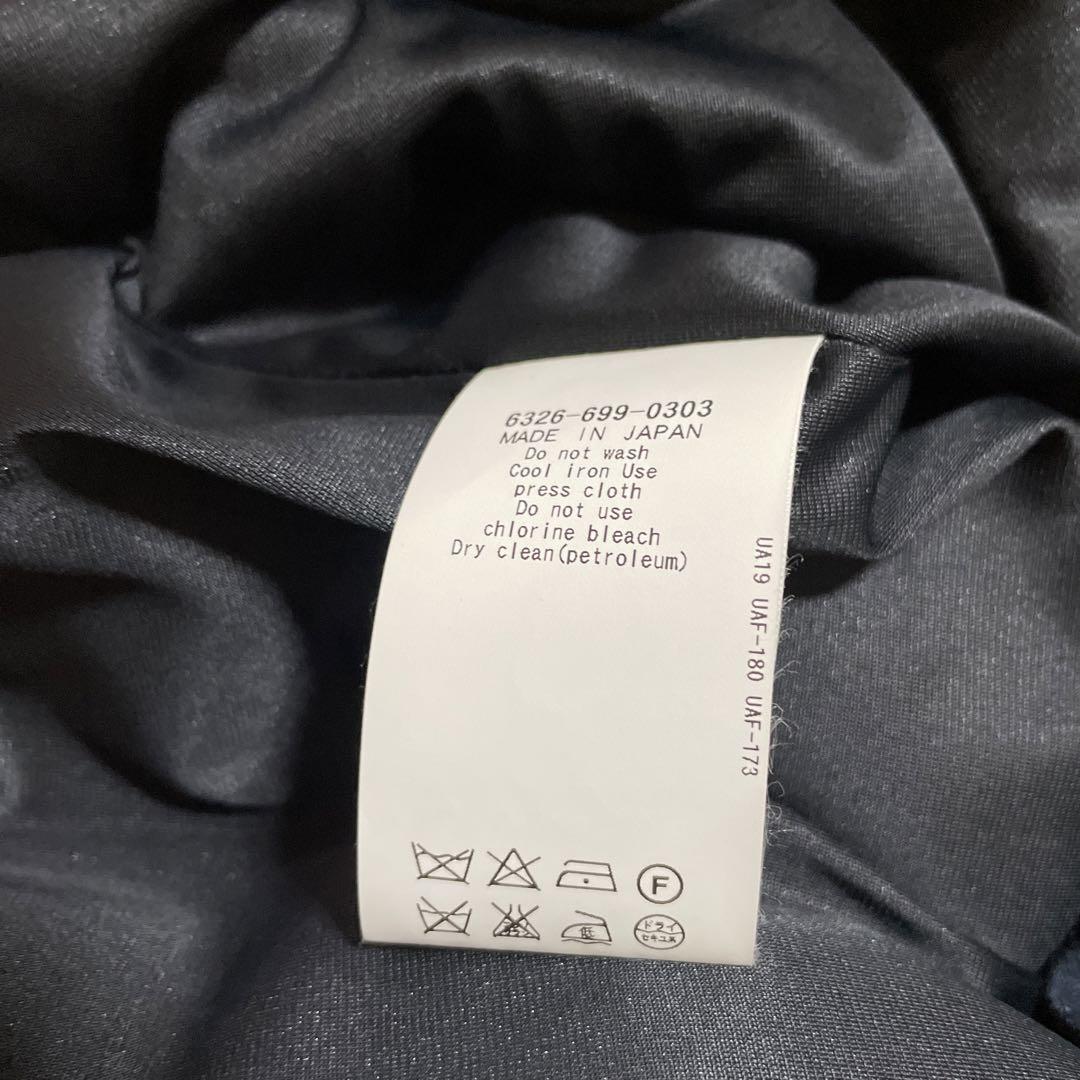 6326-699-0303
MADE IN JAPAN
Do not wash
Cool iron Use
press cloth
Do not use
chlorine bleach
Dry clean(petroleum)
UA19 UAF-180 UAF-173
F
低
ドライ
セキユ系